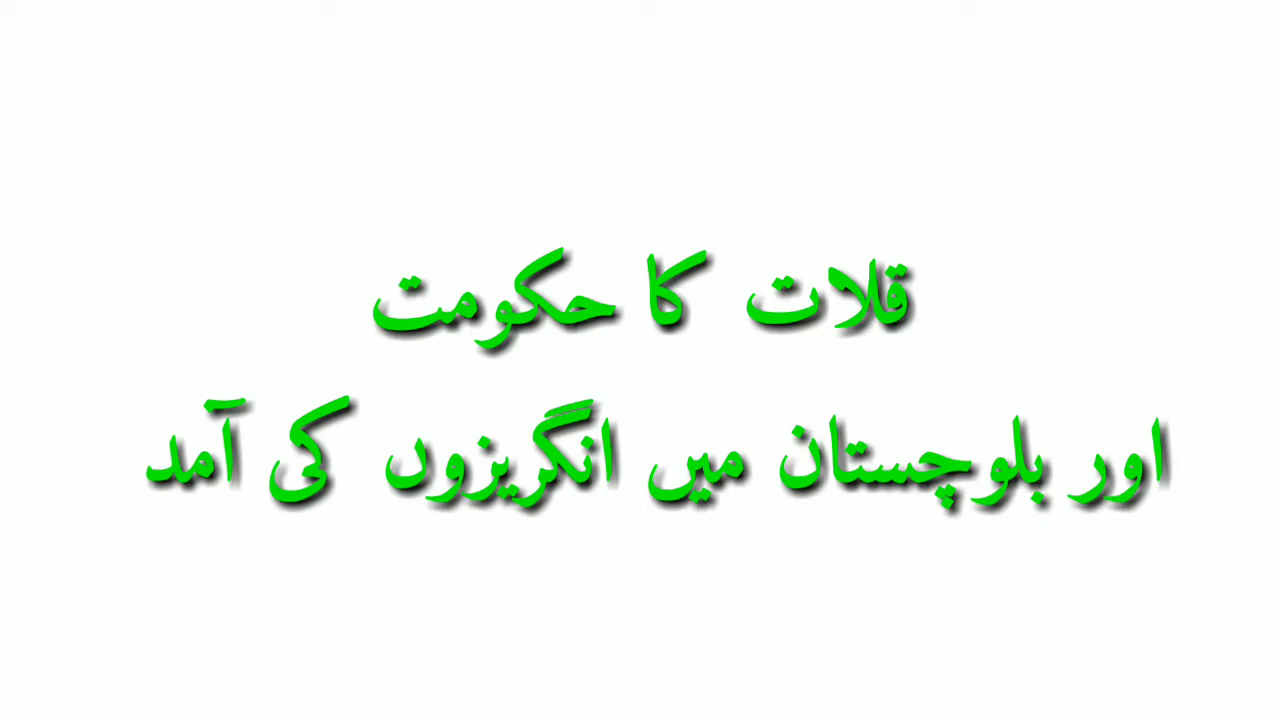 قلات کا حکومت
اور بلوچستان میں انگریزوں کی آمد